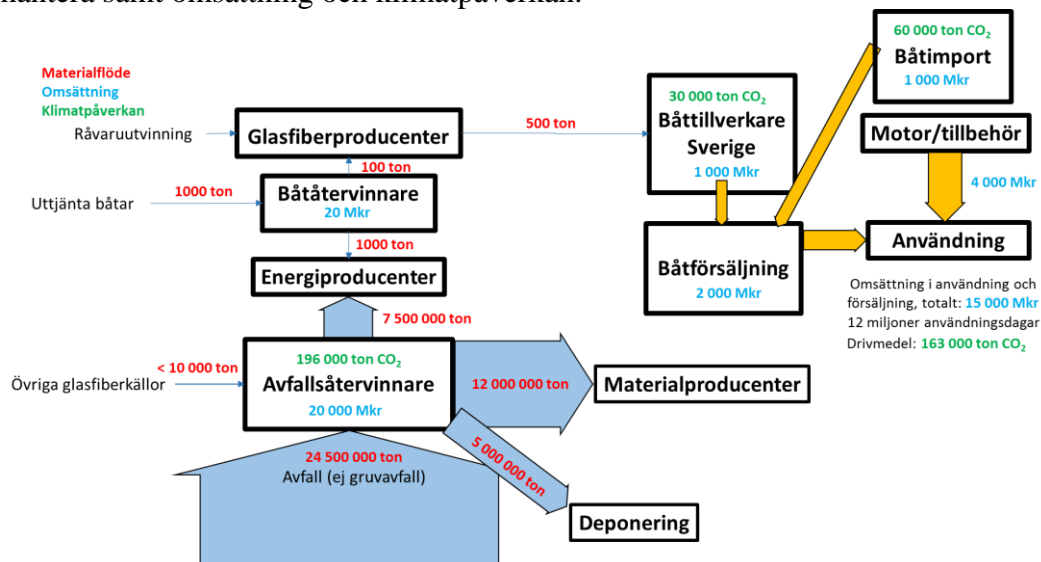 hantera samt omsättning och klimatpåverkan.
60 000 ton CO2
Båtimport
1 000 Mkr
Materialflöde
Omsättning
Klimatpåverkan
30 000 ton CO2
Båttillverkare
Sverige
1 000 Mkr
Råvaruutvinning
Glasfiberproducenter
500 ton
Motor/tillbehör
100 ton
4 000 Mkr
Uttjänta båtar
1000 ton
Båtåtervinnare
20 Mkr
1000 ton
Båtförsäljning
2 000 Mkr
Användning
Energiproducenter
Omsättning i användning och
försäljning, totalt: 15 000 Mkr
12 miljoner användningsdagar
Drivmedel: 163 000 ton CO2
7 500 000 ton
Övriga glasfiberkällor
< 10 000 ton
196 000 ton CO2
Avfallsåtervinnare
20 000 Mkr
12 000 000 ton
Materialproducenter
5 000 000 ton
24 500 000 ton
Avfall (ej gruvavfall)
Deponering